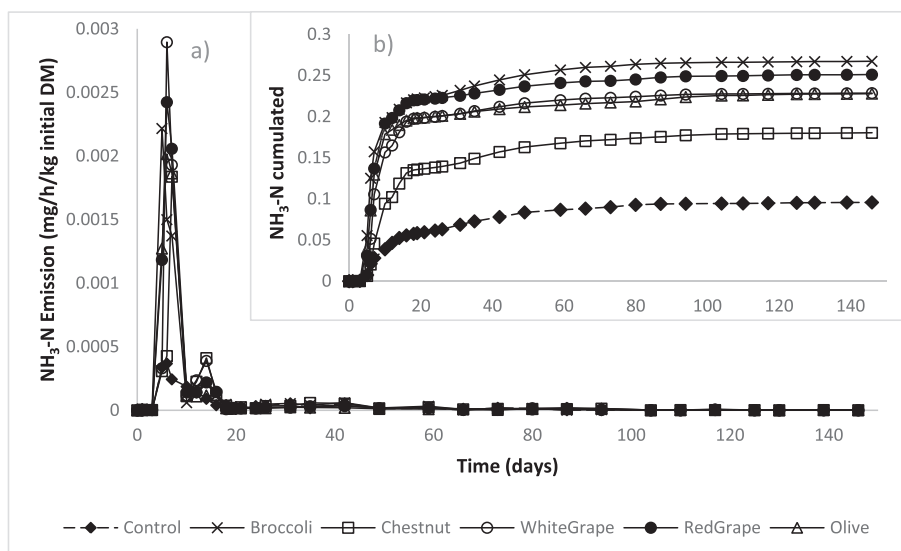 a)
NH3-N Emission (mg/h/kg initial DM)
0.003
0.0025
0.002
0.0015
0.001
0.0005
0
0 20 40 60 80 100 120 140
Time (days)
b)
NH3-N cumulated
0.3
0.25
0.2
0.15
0.1
0.05
0
0 20 40 60 80 100 120 140
Control Broccoli Chestnut WhiteGrape RedGrape Olive